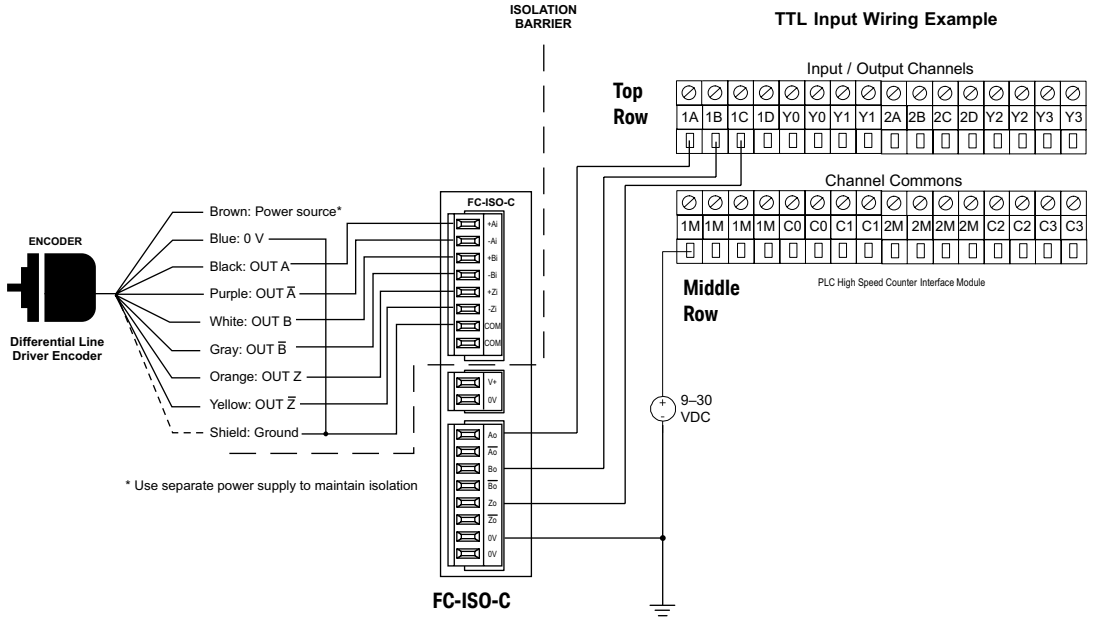 ISOLATION
BARRIER
TTL Input Wiring Example
Input / Output Channels
Top
Row
1A 1B 1C 1D Y0 Y0 Y1 Y1 2A 2B 2C 2D Y2 Y2 Y3 Y3
Channel Commons
1M 1M 1M 1M C0 C0 C1 C1 2M 2M 2M 2M C2 C2 C3 C3
PLC High Speed Counter Interface Module
Middle
Row
9–30
VDC
+
-
ENCODER
Differential Line
Driver Encoder
Brown: Power source*
Blue: 0 V
Black: OUT A
Purple: OUT A̅
White: OUT B
Gray: OUT B̅
Orange: OUT Z
Yellow: OUT Z̅
Shield: Ground
* Use separate power supply to maintain isolation
FC-ISO-C
+Ai
-Ai
+Bi
-Bi
+Zi
-Zi
COM
COM
V+
0V
Ao
A̅o̅
Bo
B̅o̅
Zo
Z̅o̅
0V
0V
FC-ISO-C